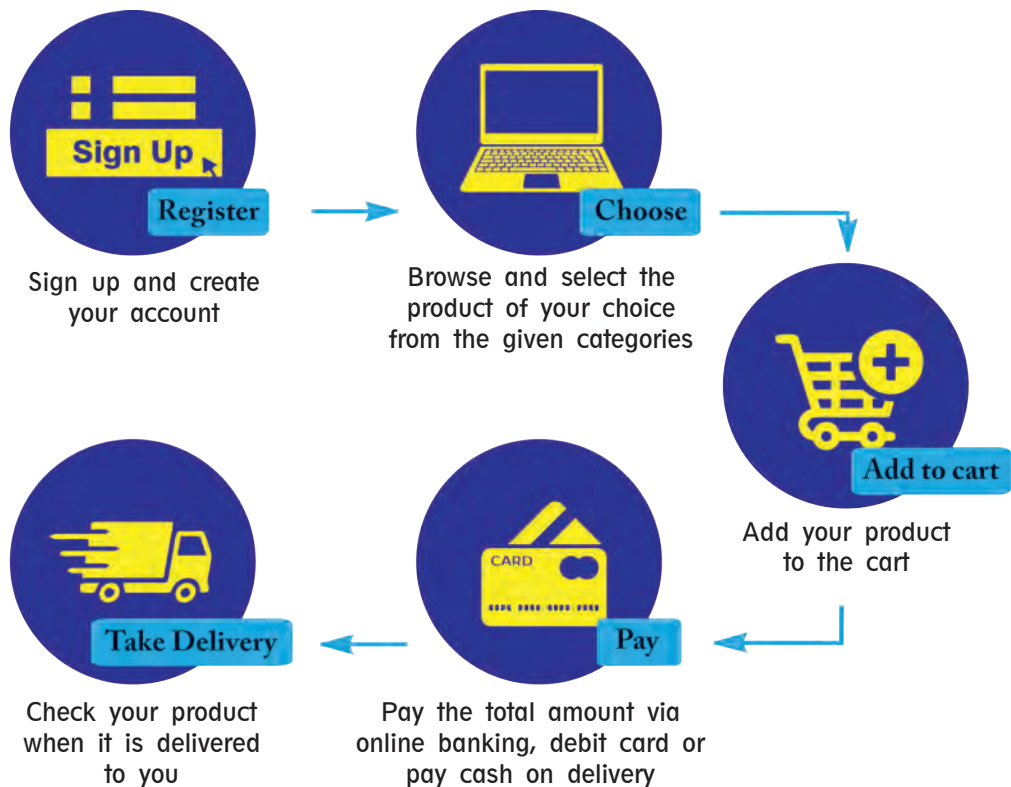 Sign Up
Register
Sign up and create
your account
Choose
Browse and select the
product of your choice
from the given categories
Add to cart
Add your product
to the cart
CARD
Pay
Pay the total amount via
online banking, debit card or
pay cash on delivery
Take Delivery
Check your product
when it is delivered
to you